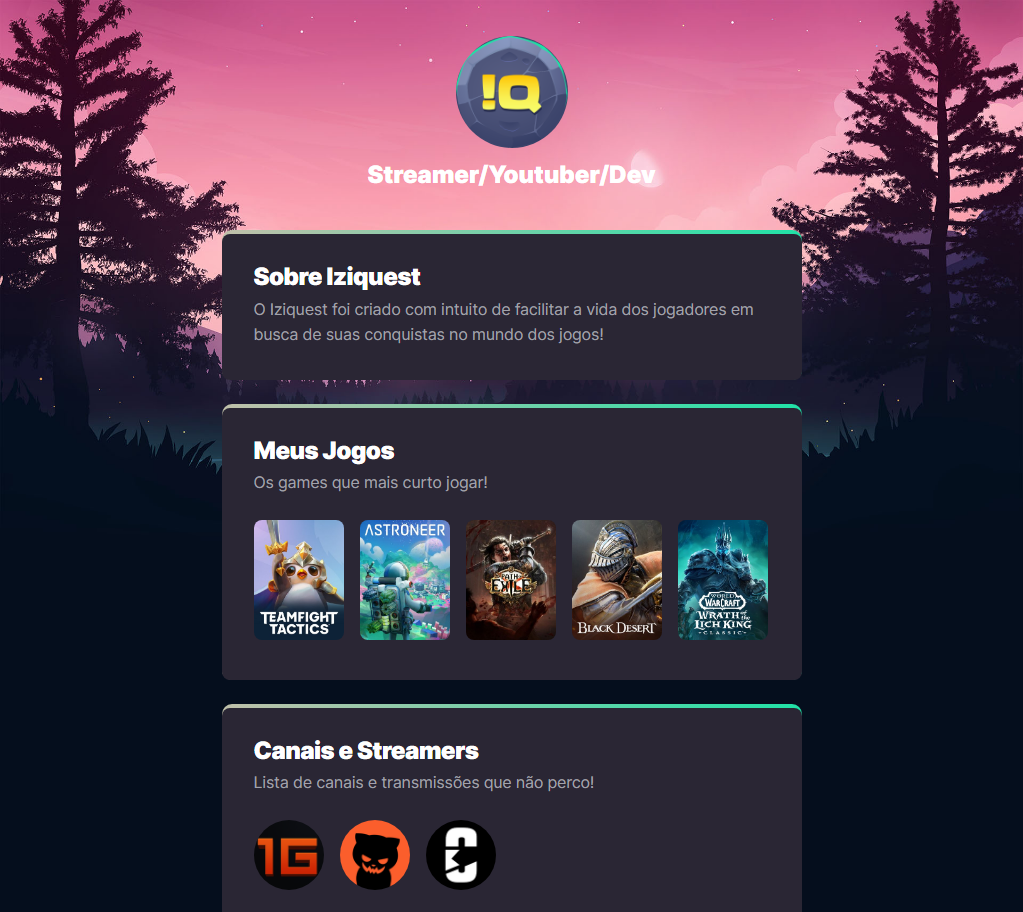 !Q
Streamer/Youtuber/Dev
Sobre Iziquest
O Iziquest foi criado com intuito de facilitar a vida dos jogadores em
busca de suas conquistas no mundo dos jogos!
Meus Jogos
Os games que mais curto jogar!
TEAMFIGHT
TACTICS
ASTRONEER
PATH OF
EXILE
BLACK DESERT
WORLD
WARCRAFT
WRATH of the
LICH KING
CLASSIC
Canais e Streamers
Lista de canais e transmissões que não perco!
1G